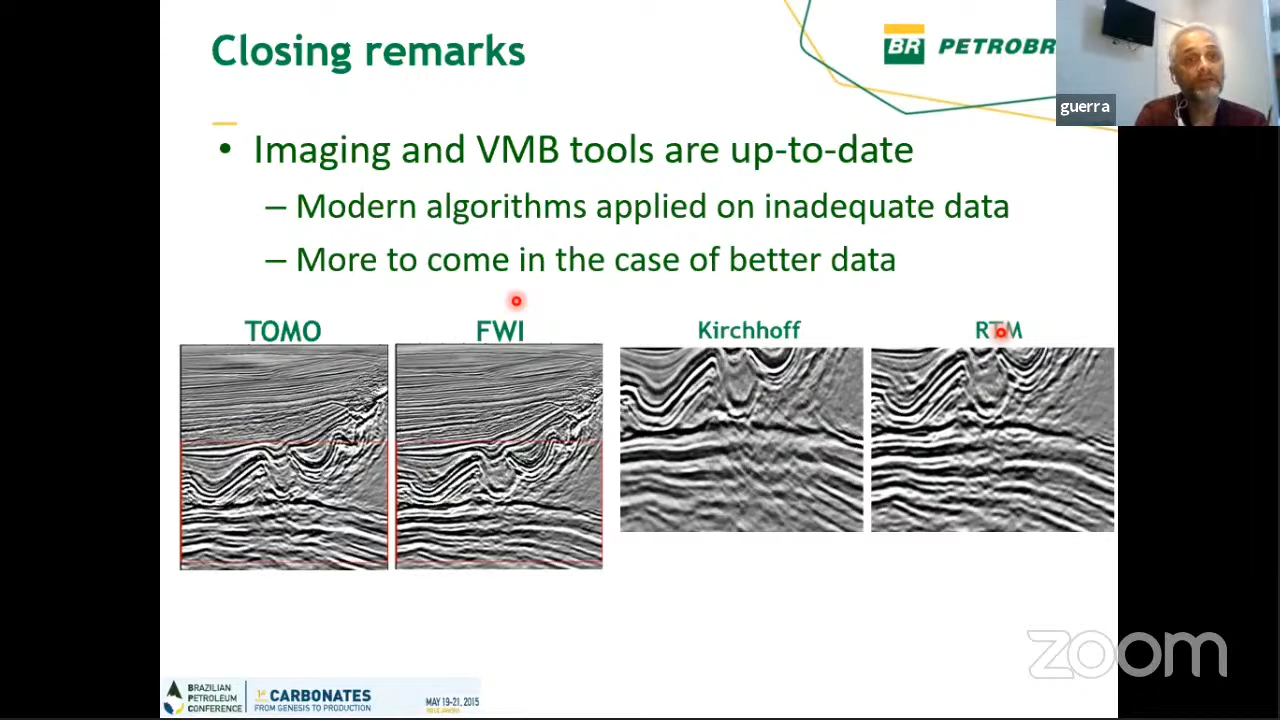 Closing remarks
BR PETROBR
guerra
• Imaging and VMB tools are up-to-date
– Modern algorithms applied on inadequate data
– More to come in the case of better data
TOMO FWI Kirchhoff RTM
BRAZILIAN
PETROLEUM
CONFERENCE
1st CARBONATES
FROM GENESIS TO PRODUCTION
MAY 19-21, 2015
zoom